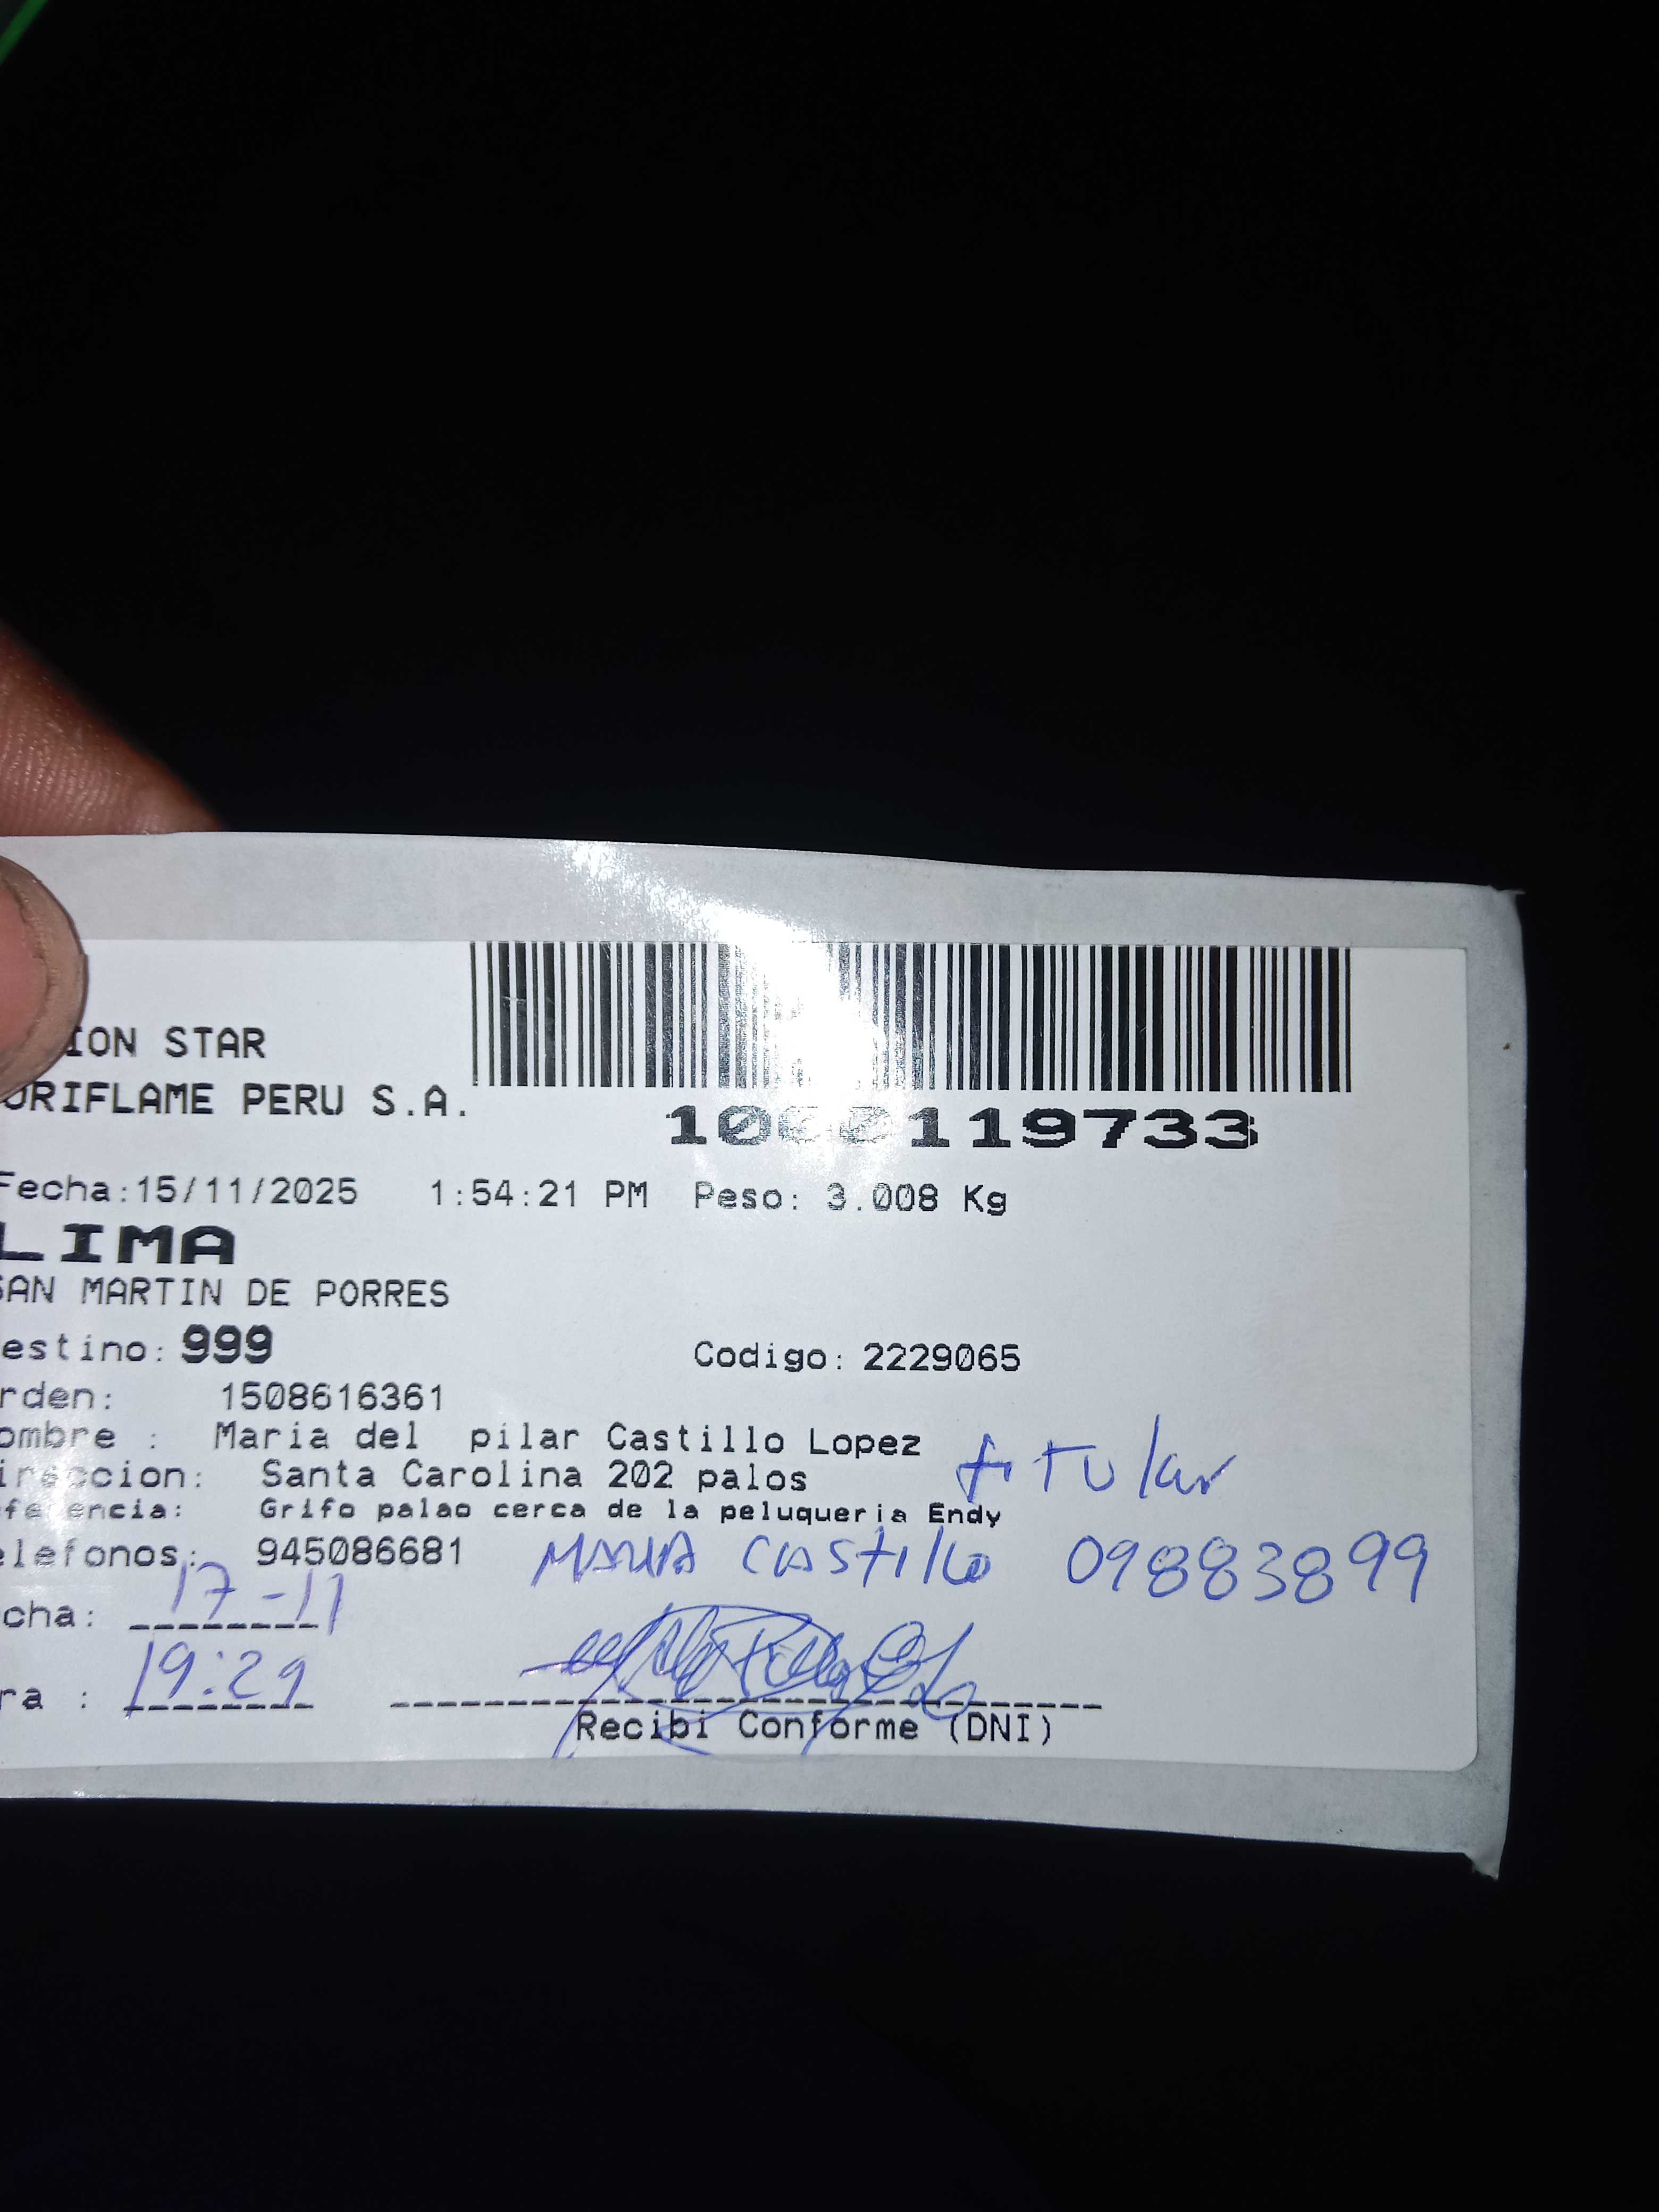 ION STAR
ORIFLAME PERU S.A.
1000119733
Fecha:15/11/2025 1:54:21 PM Peso: 3.008 Kg
LIMA
SAN MARTIN DE PORRES
estino: 999 Codigo: 2229065
rden: 1508616361
ombre : Maria del pilar Castillo Lopez titular
ireccion: Santa Carolina 202 palos
eferencia: Grifo palao cerca de la peluqueria Endy
elefonos: 945086681 MARIA CASTILLO 09883899
cha: 17-11
ra : 19:29
Recibi Conforme (DNI)